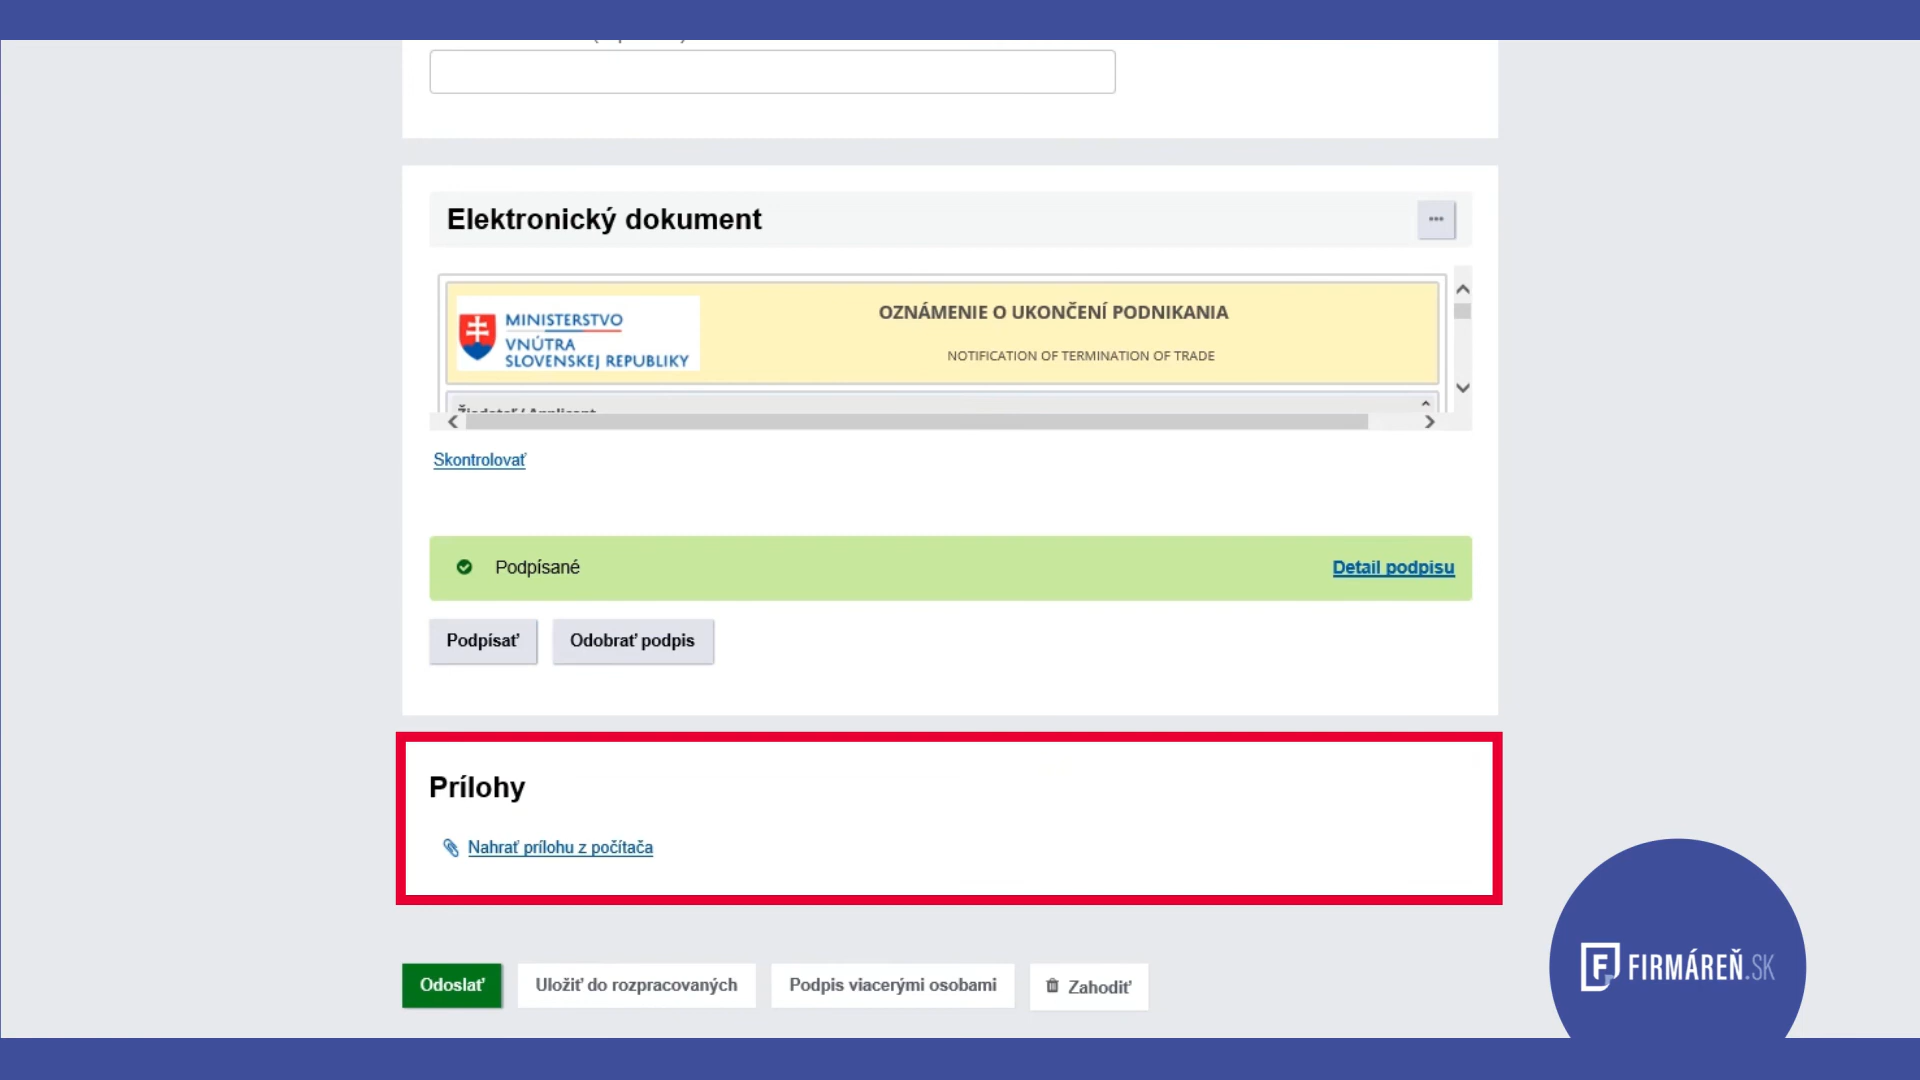 Elektronický dokument
MINISTERSTVO
VNÚTRA
SLOVENSKEJ REPUBLIKY
OZNÁMENIE O UKONČENÍ PODNIKANIA
NOTIFICATION OF TERMINATION OF TRADE
Skontrolovať
Podpísané
Detail podpisu
Podpísať
Odobrať podpis
Prílohy
Nahrať prílohu z počítača
Odoslať
Uložiť do rozpracovaných
Podpis viacerými osobami
Zahodiť
FIRMÁREŇ.SK